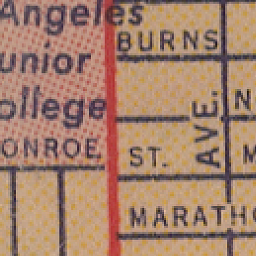 Angeles
unior
ollege
BURNS
AVE.
ONROE
ST.
MARATHO